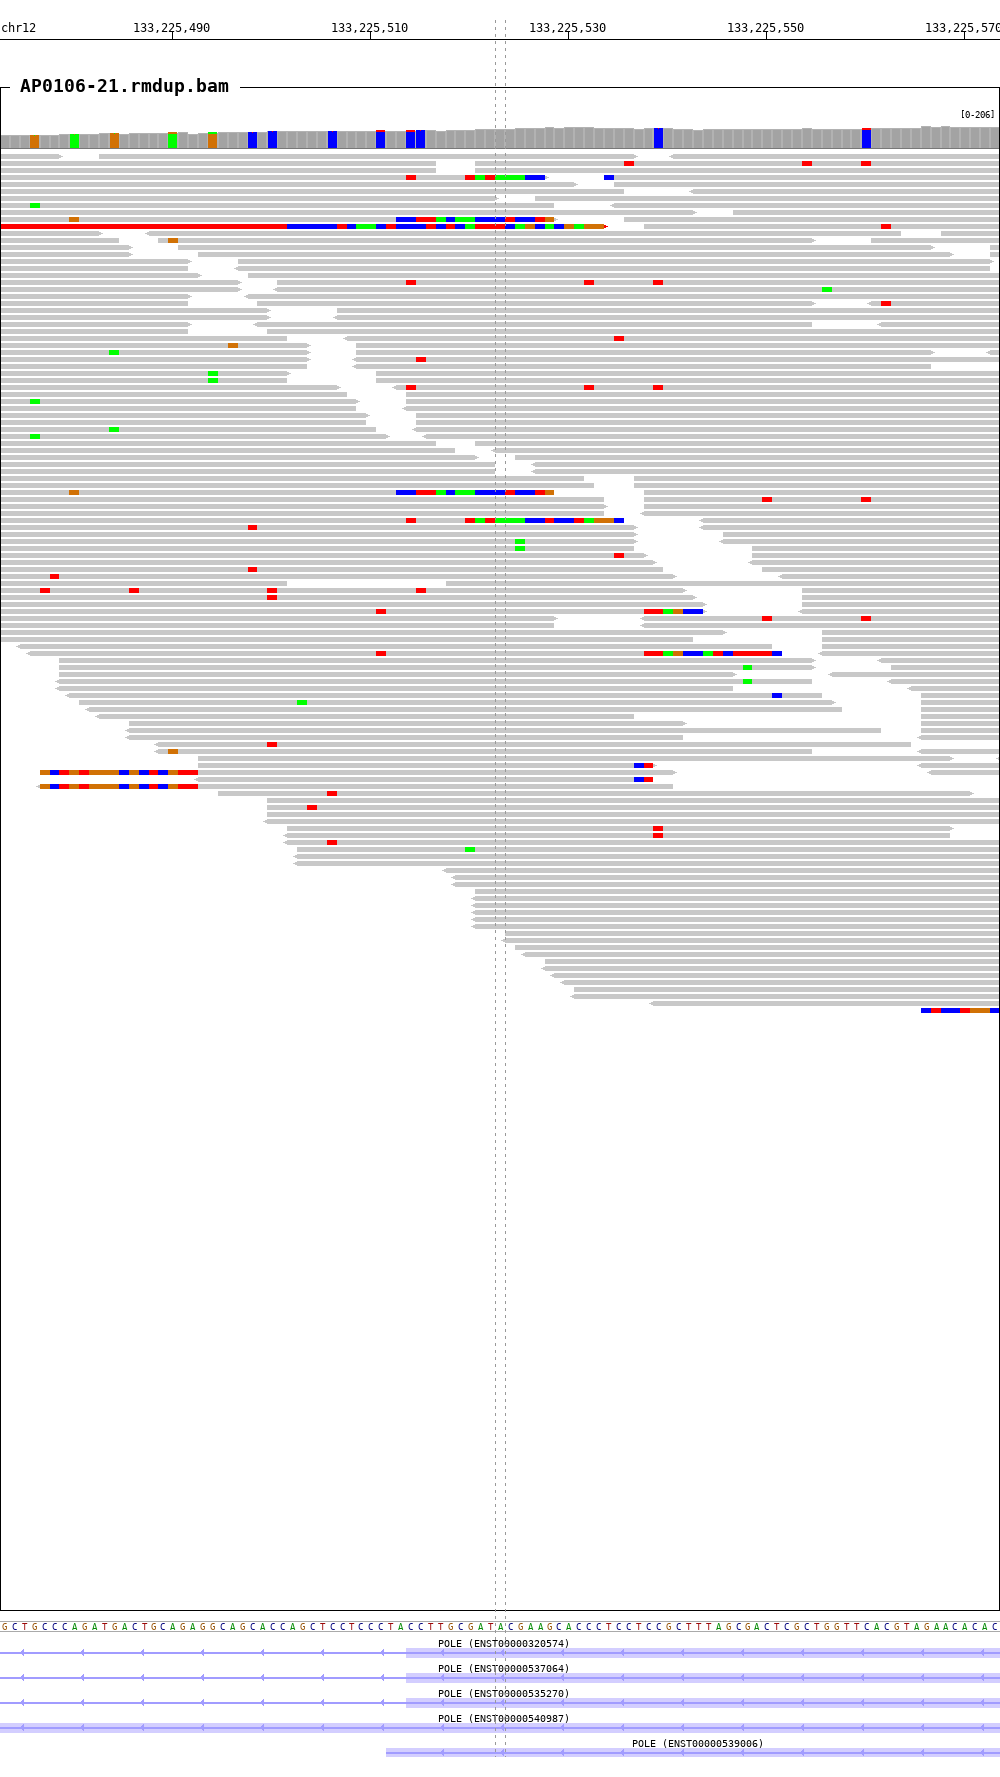 chr12 133,225,490 133,225,510 133,225,530 133,225,550 133,225,570
AP0106-21.rmdup.bam
[0-206]
GCTGCCCAGATGACTGCAGAGGCAGCACCAGCTCCTCCCTACCTTGCGATACGAAGCACCCTCCTCCGCTTTAGCGACTCGCTGGTTCACGTAGAACACAC
POLE (ENST00000320574)
POLE (ENST00000537064)
POLE (ENST00000535270)
POLE (ENST00000540987)
POLE (ENST00000539006)